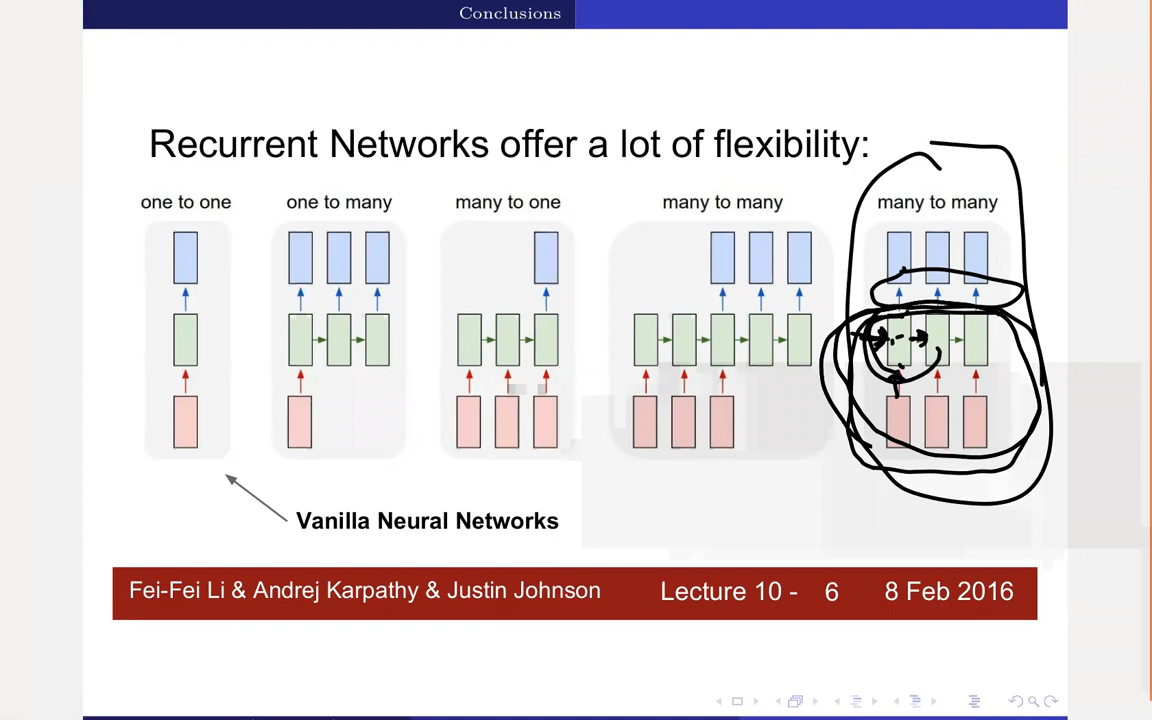 Conclusions
Recurrent Networks offer a lot of flexibility:
one to one one to many many to one many to many many to many
Vanilla Neural Networks
Fei-Fei Li & Andrej Karpathy & Justin Johnson Lecture 10 - 6 8 Feb 2016